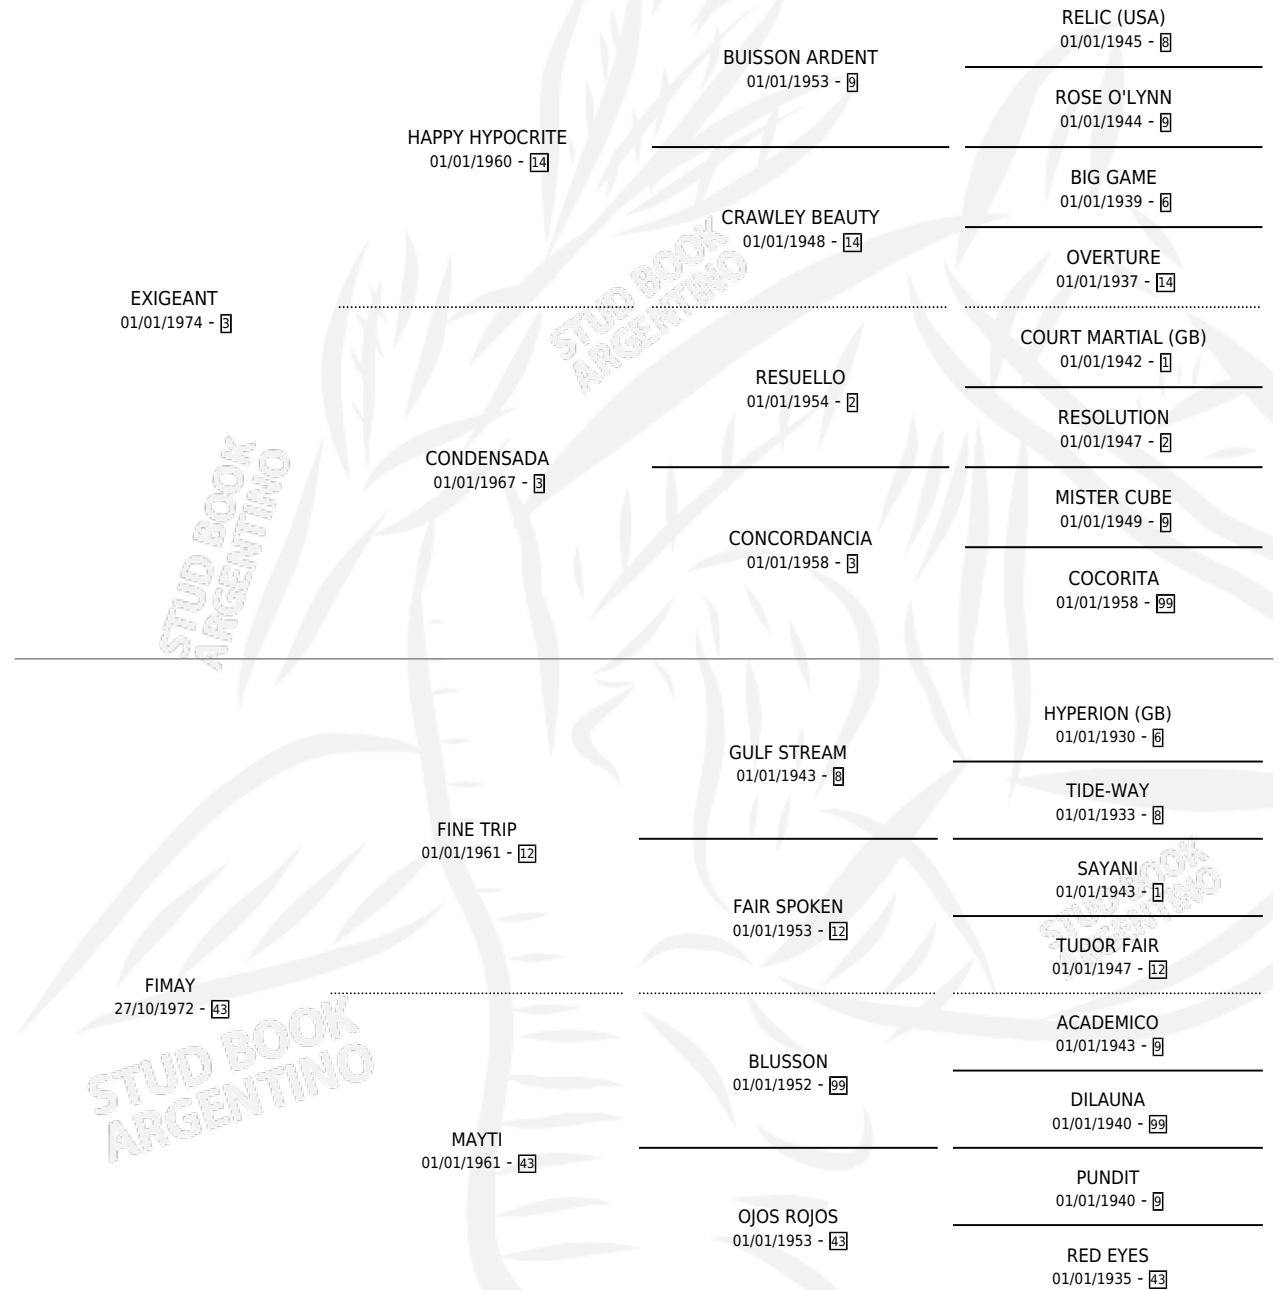 RELIC (USA)
01/01/1945 - 8
BUISSON ARDENT
01/01/1953 - 9
ROSE O'LYNN
01/01/1944 - 9
HAPPY HYPOCRITE
01/01/1960 - 14
BIG GAME
01/01/1939 - 6
CRAWLEY BEAUTY
01/01/1948 - 14
OVERTURE
01/01/1937 - 14
EXIGEANT
01/01/1974 - 3
COURT MARTIAL (GB)
01/01/1942 - 1
RESUELLO
01/01/1954 - 2
RESOLUTION
01/01/1947 - 2
CONDENSADA
01/01/1967 - 3
MISTER CUBE
01/01/1949 - 9
CONCORDANCIA
01/01/1958 - 3
COCORITA
01/01/1958 - 99
HYPERION (GB)
01/01/1930 - 6
GULF STREAM
01/01/1943 - 8
TIDE-WAY
01/01/1933 - 8
FINE TRIP
01/01/1961 - 12
SAYANI
01/01/1943 - 1
FAIR SPOKEN
01/01/1953 - 12
TUDOR FAIR
01/01/1947 - 12
FIMAY
27/10/1972 - 43
ACADEMICO
01/01/1943 - 9
BLUSSON
01/01/1952 - 99
DILAUNA
01/01/1940 - 99
MAYTI
01/01/1961 - 43
PUNDIT
01/01/1940 - 9
OJOS ROJOS
01/01/1953 - 43
RED EYES
01/01/1935 - 43
STUD BOOK
ARGENTINO
STUD BOOK
ARGENTINO
STUD BOOK
ARGENTINO
STUD BOOK
ARGENTINO